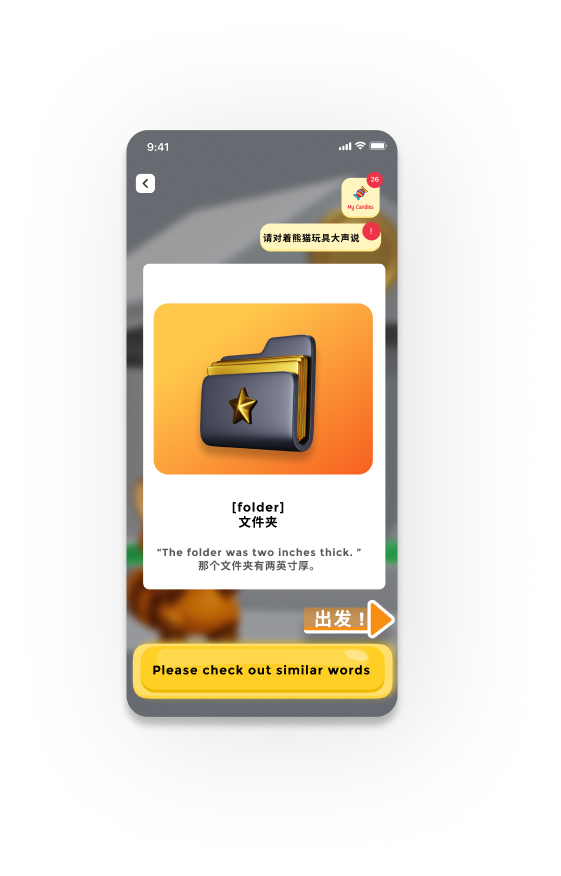 9:41
26
My Candies
请对着熊猫玩具大声说
!
[folder]
文件夹
“The folder was two inches thick. ”
那个文件夹有两英寸厚。
出发！
Please check out similar words